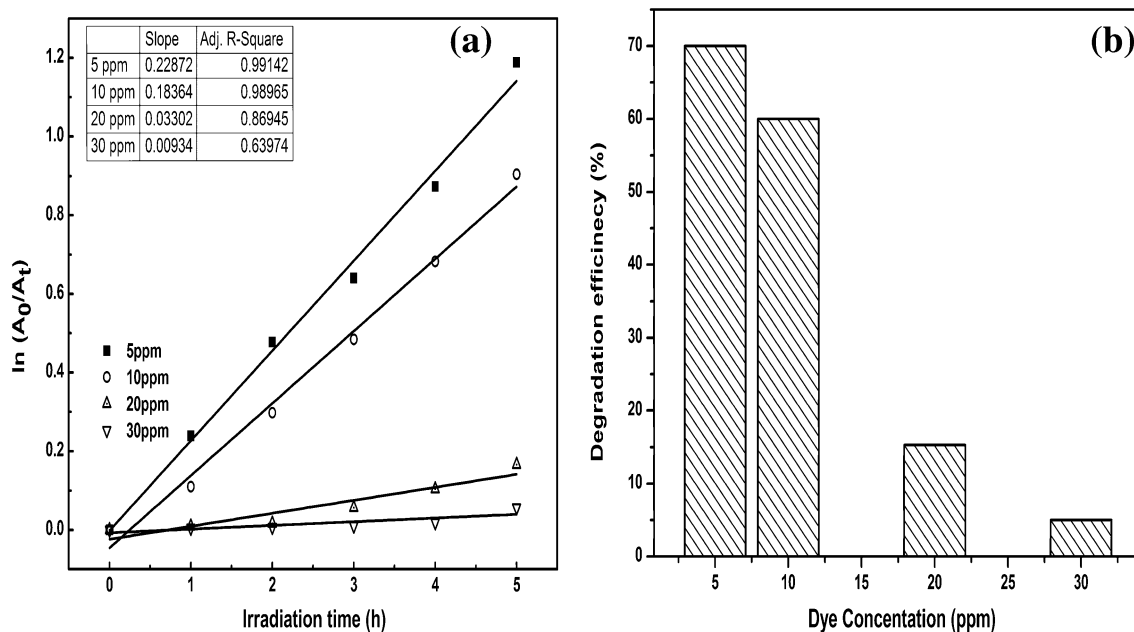 (a)
Slope Adj. R-Square
5 ppm 0.22872 0.99142
10 ppm 0.18364 0.98965
20 ppm 0.03302 0.86945
30 ppm 0.00934 0.63974
1.2
1.0
0.8
0.6
0.4
0.2
0.0
ln (A0/At)
5ppm
10ppm
20ppm
30ppm
0 1 2 3 4 5
Irradiation time (h)
(b)
70
60
50
40
30
20
10
0
Degradation efficinecy (%)
5 10 15 20 25 30
Dye Concentation (ppm)